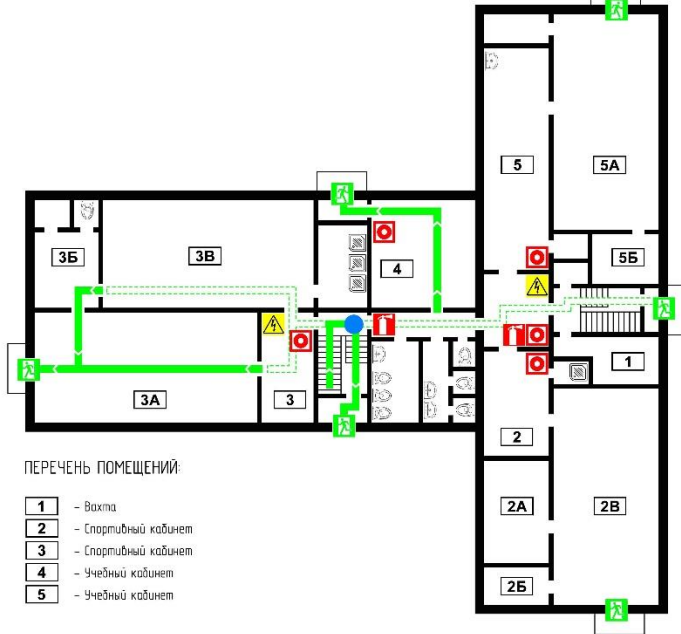 5
5А
3Б
3В
4
5Б
1
3А
3
2
2А
2В
2Б
ПЕРЕЧЕНЬ ПОМЕЩЕНИЙ:
1 - Вахта
2 - Спортивный кабинет
3 - Спортивный кабинет
4 - Учебный кабинет
5 - Учебный кабинет